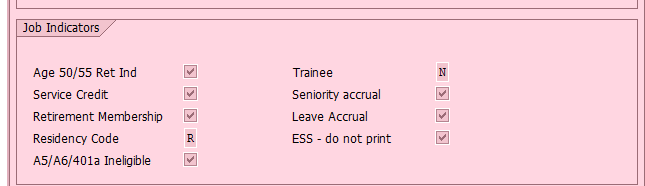 Job Indicators
Age 50/55 Ret Ind Trainee N
Service Credit Seniority accrual
Retirement Membership Leave Accrual
Residency Code R ESS - do not print
A5/A6/401a Ineligible